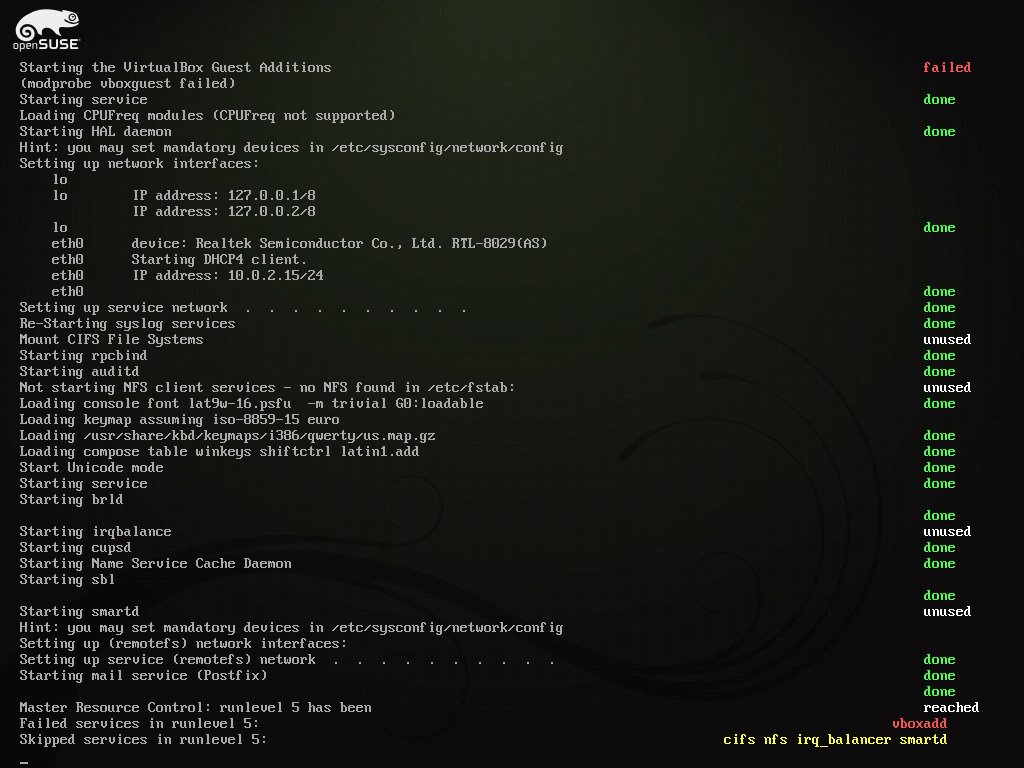 openSUSE
Starting the VirtualBox Guest Additions failed
(modprobe vboxguest failed)
Starting service done
Loading CPUFreq modules (CPUFreq not supported)
Starting HAL daemon done
Hint: you may set mandatory devices in /etc/sysconfig/network/config
Setting up network interfaces:
lo
lo IP address: 127.0.0.1/8
IP address: 127.0.0.2/8
lo done
eth0 device: Realtek Semiconductor Co., Ltd. RTL-8029(AS)
eth0 Starting DHCP4 client.
eth0 IP address: 10.0.2.15/24
eth0 done
Setting up service network . . . . . . . . . . done
Re-Starting syslog services done
Mount CIFS File Systems unused
Starting rpcbind done
Starting auditd done
Not starting NFS client services - no NFS found in /etc/fstab: unused
Loading console font lat9w-16.psfu -m trivial G0:loadable done
Loading keymap assuming iso-8859-15 euro
Loading /usr/share/kbd/keymaps/i386/qwerty/us.map.gz done
Loading compose table winkeys shiftctrl latin1.add done
Start Unicode mode done
Starting service done
Starting brld
done
Starting irqbalance unused
Starting cupsd done
Starting Name Service Cache Daemon done
Starting sbl
done
Starting smartd unused
Hint: you may set mandatory devices in /etc/sysconfig/network/config
Setting up (remotefs) network interfaces:
Setting up service (remotefs) network . . . . . . . . . . done
Starting mail service (Postfix) done
done
Master Resource Control: runlevel 5 has been reached
Failed services in runlevel 5: vboxadd
Skipped services in runlevel 5: cifs nfs irq_balancer smartd
_